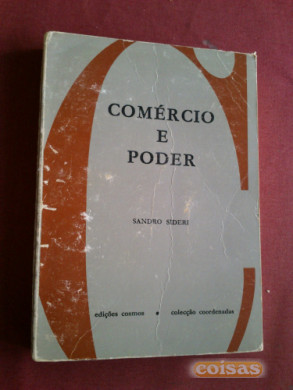 COMÉRCIO
E
PODER
SANDRO SIDERI
edições cosmos • colecção coordenadas
coisas